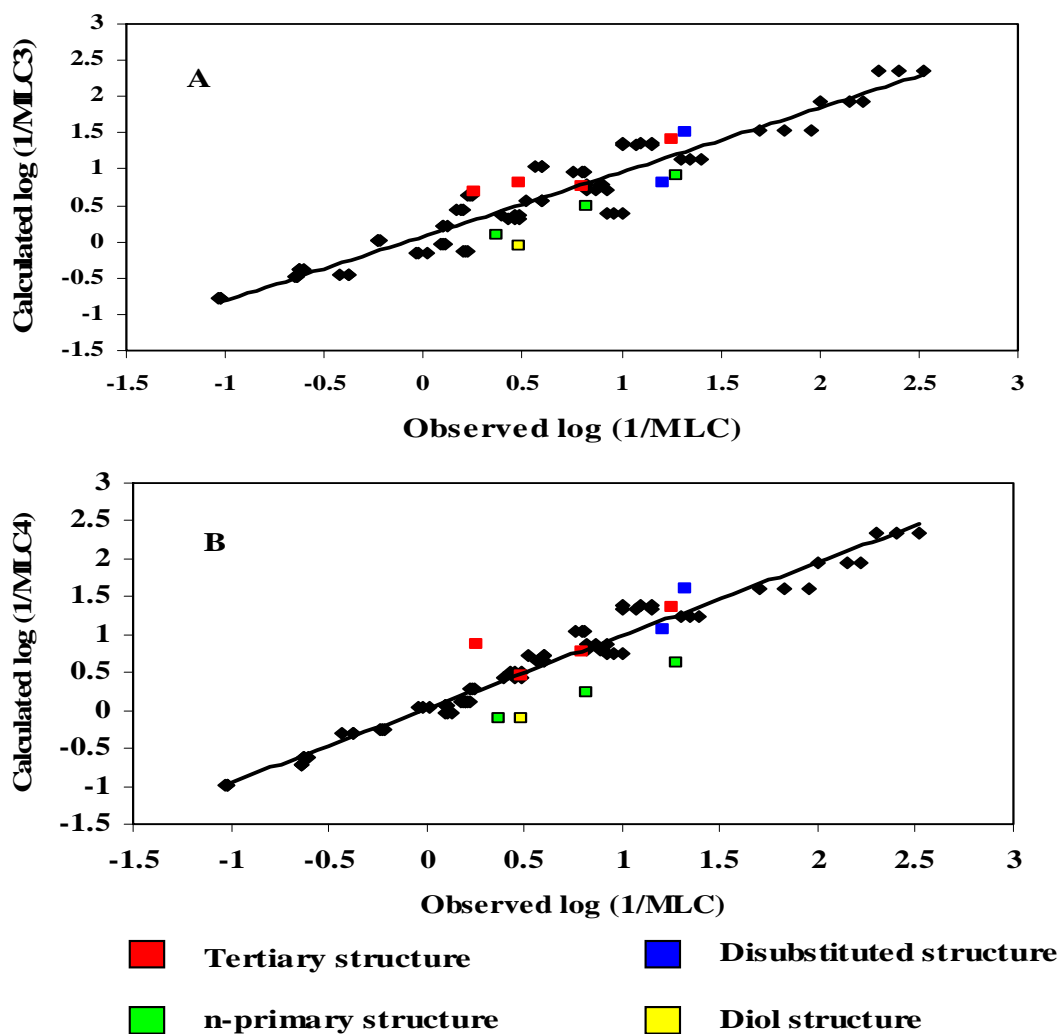 3
2.5
2
1.5
1
0.5
0
-0.5
-1
-1.5
A
Calculated log (1/MLC3)
-1.5 -1 -0.5 0 0.5 1 1.5 2 2.5 3
Observed log (1/MLC)
3
2.5
2
1.5
1
0.5
0
-0.5
-1
-1.5
B
Calculated log (1/MLC4)
-1.5 -1 -0.5 0 0.5 1 1.5 2 2.5 3
Observed log (1/MLC)
Tertiary structure
Disubstituted structure
n-primary structure
Diol structure